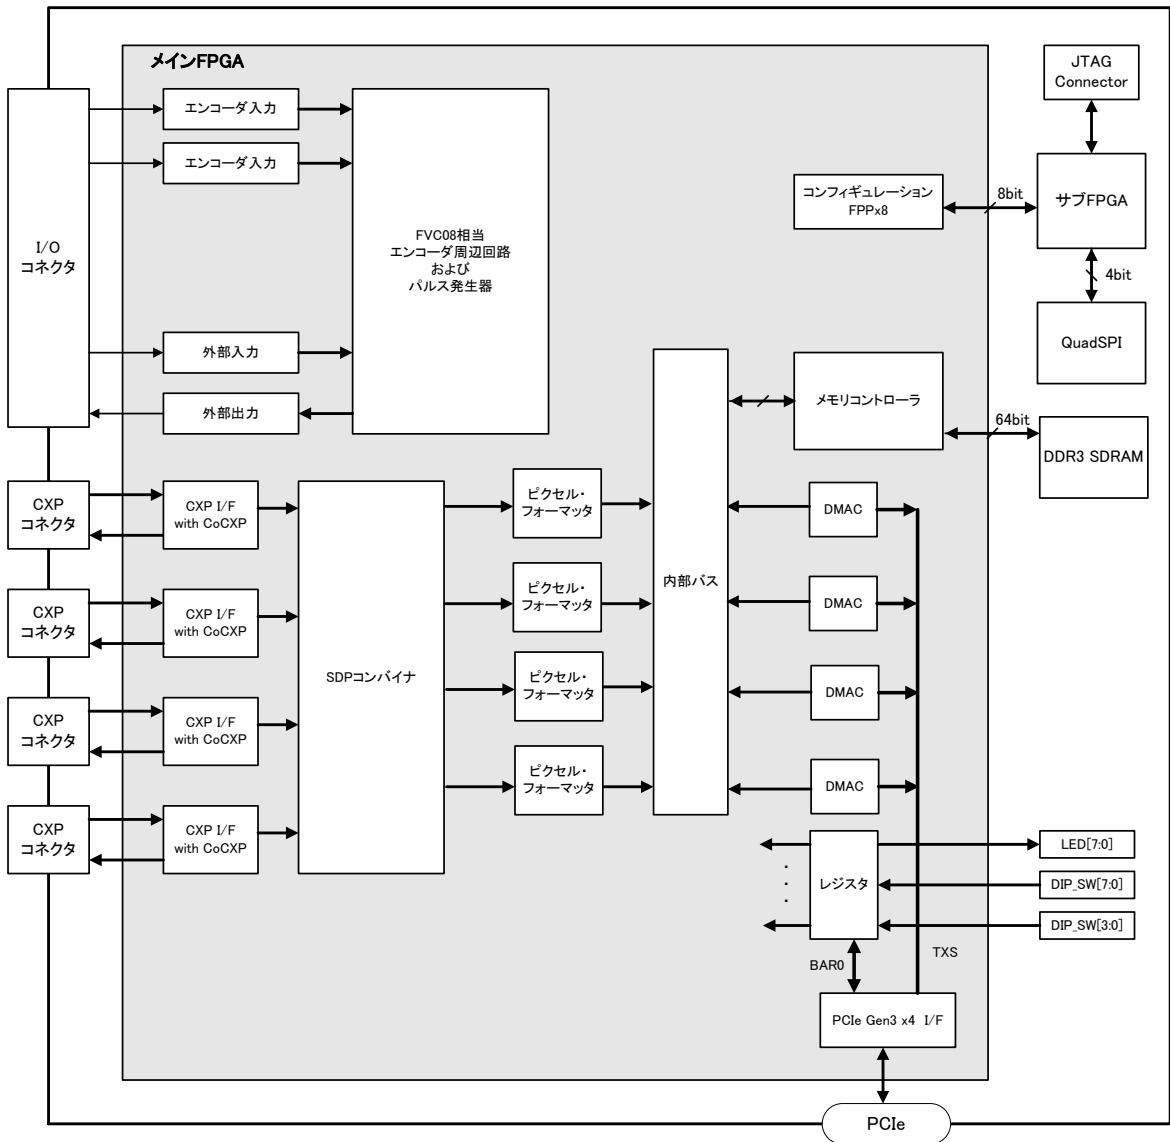 メインFPGA
JTAG
Connector
エンコーダ入力
エンコーダ入力
コンフィギュレーション
FPPx8
8bit
サブFPGA
I/O
コネクタ
FVC08相当
エンコーダ周辺回路
および
パルス発生器
4bit
QuadSPI
外部入力
外部出力
メモリコントローラ
64bit
DDR3 SDRAM
CXP
コネクタ
CXP I/F
with CoCXP
ピクセル・
フォーマッタ
DMAC
CXP
コネクタ
CXP I/F
with CoCXP
ピクセル・
フォーマッタ
内部バス
DMAC
SDPコンバイナ
CXP
コネクタ
CXP I/F
with CoCXP
ピクセル・
フォーマッタ
DMAC
CXP
コネクタ
CXP I/F
with CoCXP
ピクセル・
フォーマッタ
DMAC
レジスタ
LED[7:0]
DIP_SW[7:0]
DIP_SW[3:0]
BAR0
TXS
PCIe Gen3 x4 I/F
PCIe